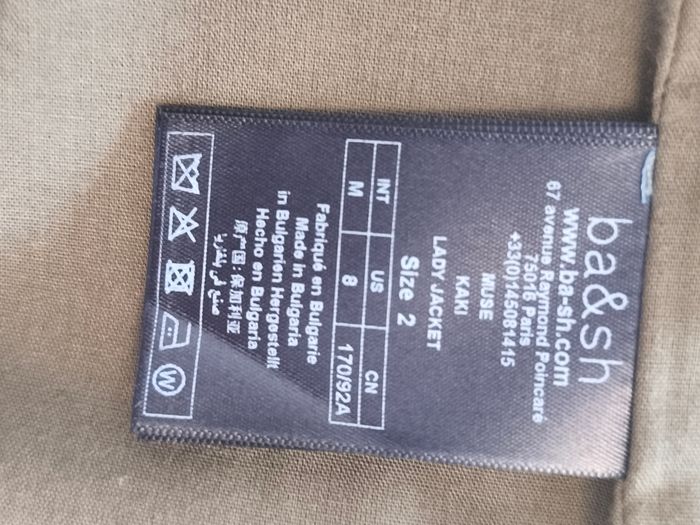 ba&sh
www.ba-sh.com
67 avenue Raymond Poincaré
75016 Paris
+33(0)145081415
MUSE
KAKI
LADY JACKET
Size 2
INT US CN
M 8 170/92A
Fabriqué en Bulgarie
Made in Bulgaria
in Bulgarien Hergestellt
Hecho en Bulgaria
原产国：保加利亚
صنع في بلغاريا
W